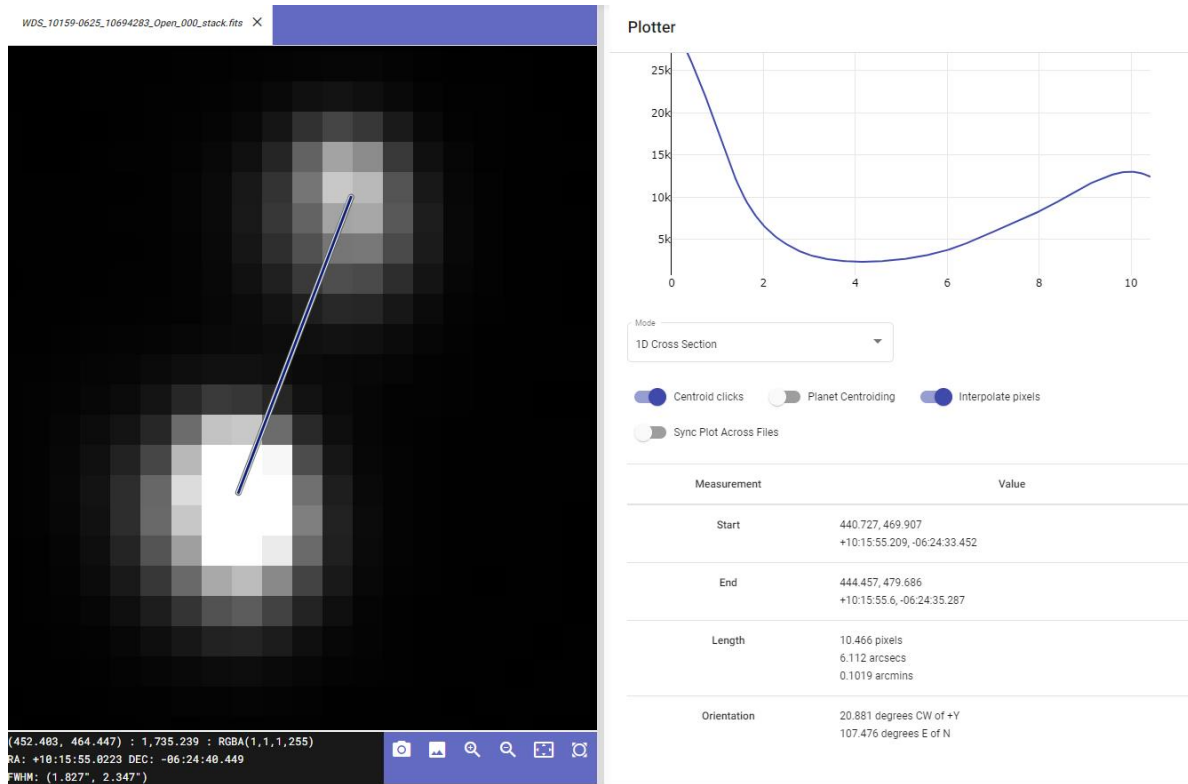 WDS_10159-0625_10694283_Open_000_stack.fits ×
(452.403, 464.447) : 1,735.239 : RGBA(1,1,1,255)
RA: +10:15:55.0223 DEC: -06:24:40.449
FWHM: (1.827", 2.347")
Plotter
25k
20k
15k
10k
5k
0 2 4 6 8 10
Mode
1D Cross Section
Centroid clicks Planet Centroiding Interpolate pixels
Sync Plot Across Files
Measurement Value
Start 440.727, 469.907
+10:15:55.209, -06:24:33.452
End 444.457, 479.686
+10:15:55.6, -06:24:35.287
Length 10.466 pixels
6.112 arcsecs
0.1019 arcmins
Orientation 20.881 degrees CW of +Y
107.476 degrees E of N